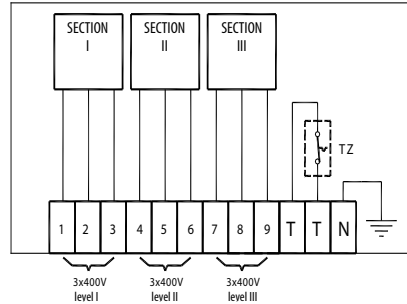 SECTION I
SECTION II
SECTION III
TZ
1 2 3 4 5 6 7 8 9 T T N
3x400V level I
3x400V level II
3x400V level III